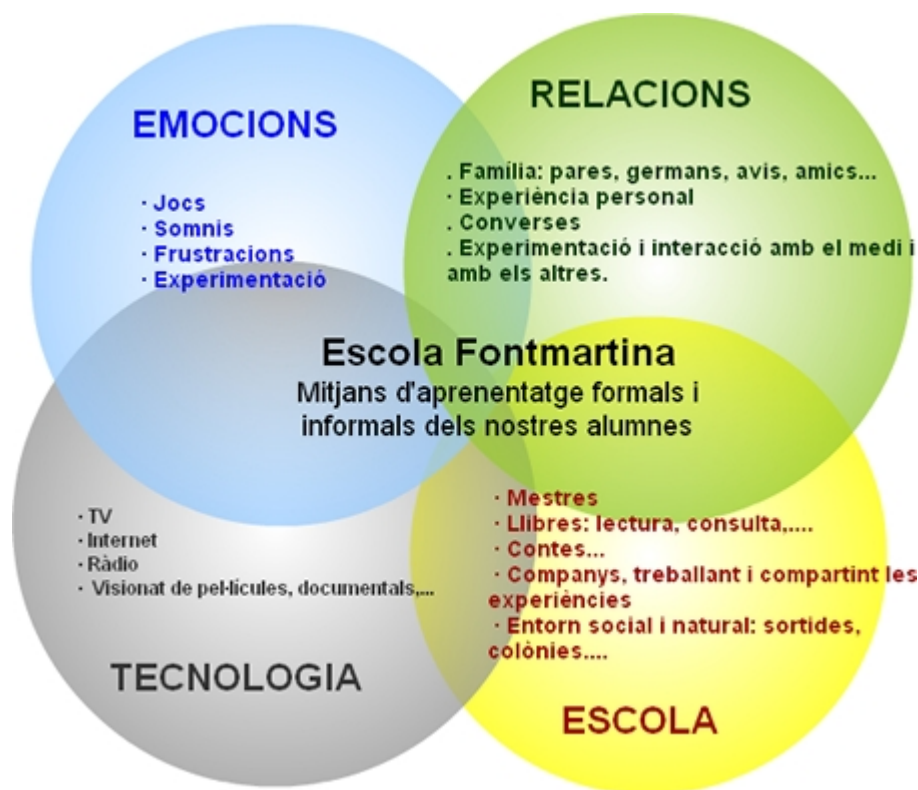 EMOCIONS
· Jocs
· Somnis
· Frustracions
· Experimentació
RELACIONS
. Família: pares, germans, avis, amics...
· Experiència personal
. Converses
. Experimentació i interacció amb el medi i
amb els altres.
Escola Fontmartina
Mitjans d'aprenentatge formals i
informals dels nostres alumnes
· TV
· Internet
· Ràdio
· Visionat de pel·lícules, documentals,...
TECNOLOGIA
· Mestres
· Llibres: lectura, consulta,....
· Contes...
· Companys, treballant i compartint les
experiències
· Entorn social i natural: sortides,
colònies....
ESCOLA